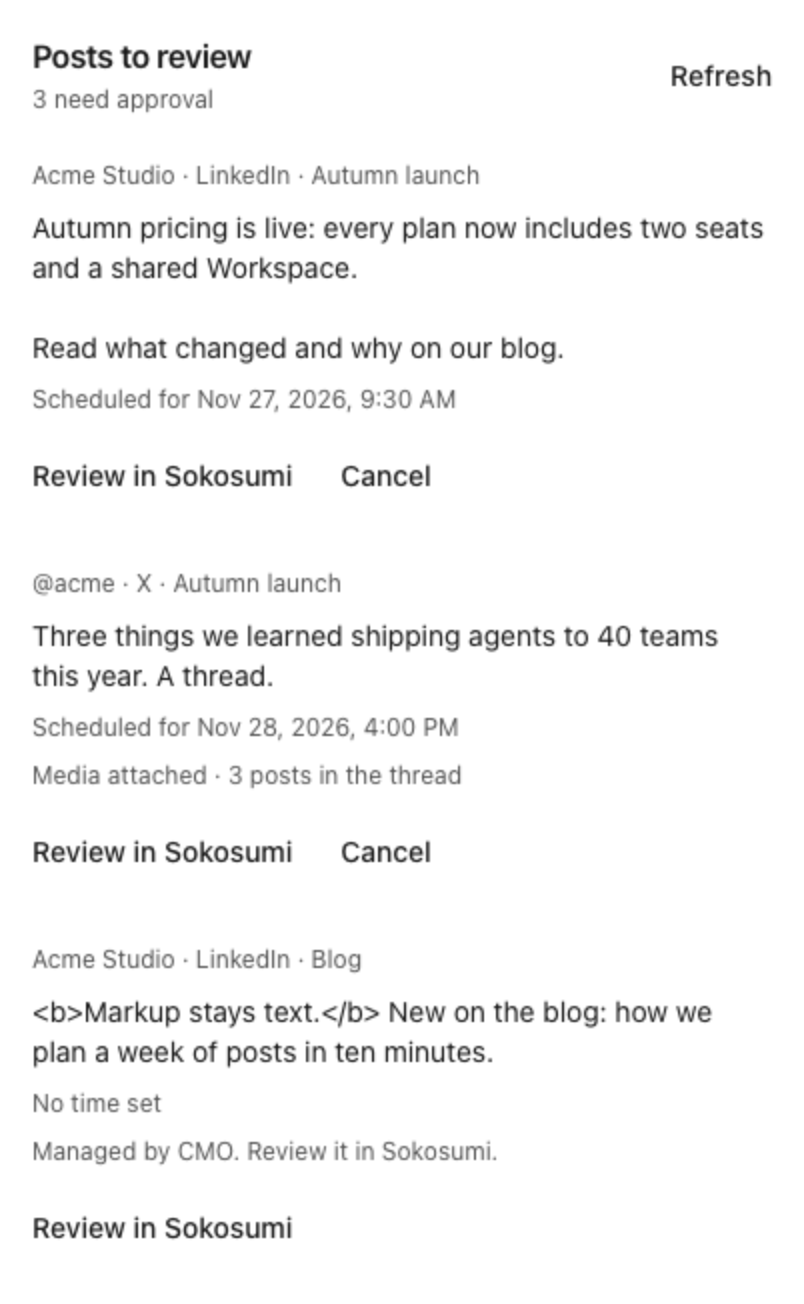 Posts to review
Refresh
3 need approval
Acme Studio · LinkedIn · Autumn launch
Autumn pricing is live: every plan now includes two seats
and a shared Workspace.
Read what changed and why on our blog.
Scheduled for Nov 27, 2026, 9:30 AM
Review in Sokosumi Cancel
@acme · X · Autumn launch
Three things we learned shipping agents to 40 teams
this year. A thread.
Scheduled for Nov 28, 2026, 4:00 PM
Media attached · 3 posts in the thread
Review in Sokosumi Cancel
Acme Studio · LinkedIn · Blog
<b>Markup stays text.</b> New on the blog: how we
plan a week of posts in ten minutes.
No time set
Managed by CMO. Review it in Sokosumi.
Review in Sokosumi